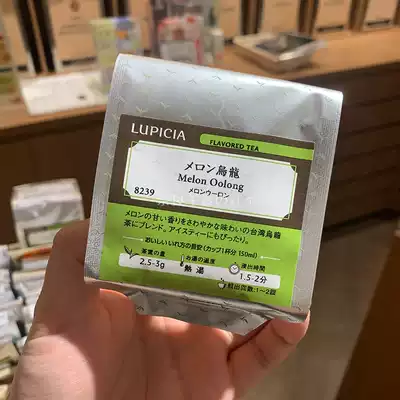 LUPICIA
FLAVORED TEA
メロン烏龍
Melon Oolong
メロンウーロン
8239
メロンの甘い香りをさわやかな味わいの台湾烏龍
茶にブレンド。アイスティーにもぴったり。
おいしいいれ方の目安(カップ1杯分 150ml)
茶葉の量
2.5-3g
お湯の温度
熱湯
浸出時間
1.5-2分
抽出回数:1~2回